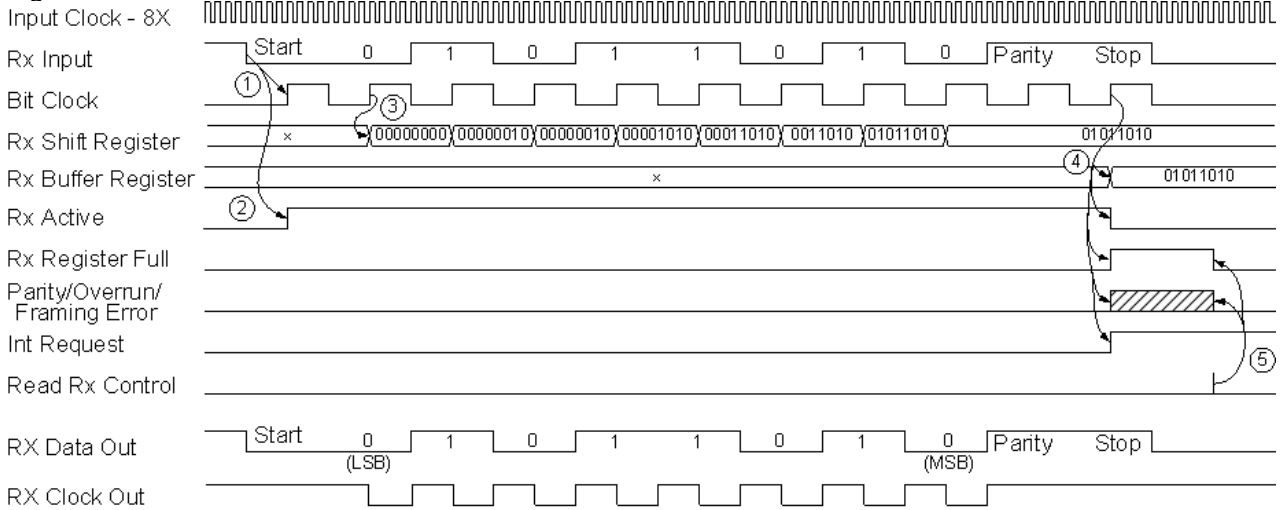 Input Clock - 8X
Rx Input Start 0 1 0 1 1 0 1 0 Parity Stop
Bit Clock ① ③
Rx Shift Register × 00000000 00000010 00000010 00001010 00011010 0011010 01011010 01011010
Rx Buffer Register × ④ 01011010
Rx Active ②
Rx Register Full
Parity/Overrun/
Framing Error
Int Request ⑤
Read Rx Control
RX Data Out Start 0 1 0 1 1 0 1 0 Parity Stop
(LSB) (MSB)
RX Clock Out